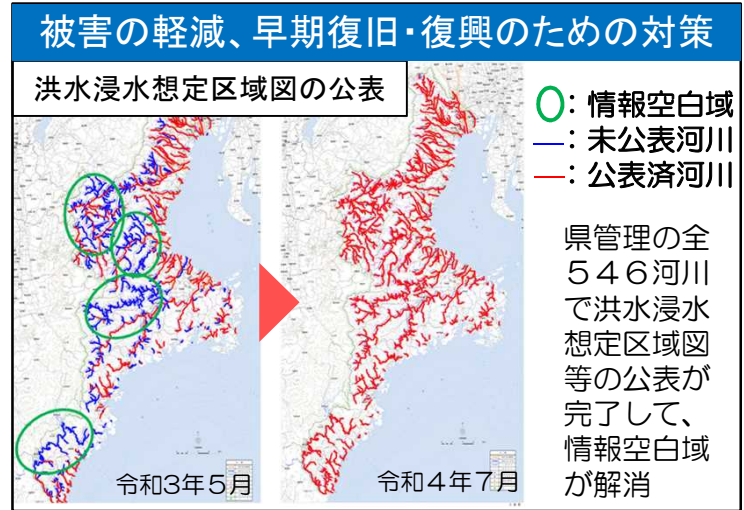 被害の軽減、早期復旧・復興のための対策
洪水浸水想定区域図の公表
：情報空白域
：未公表河川
：公表済河川
県管理の全
５４６河川
で洪水浸水
想定区域図
等の公表が
完了して、
情報空白域
が解消
令和3年５月
令和４年７月